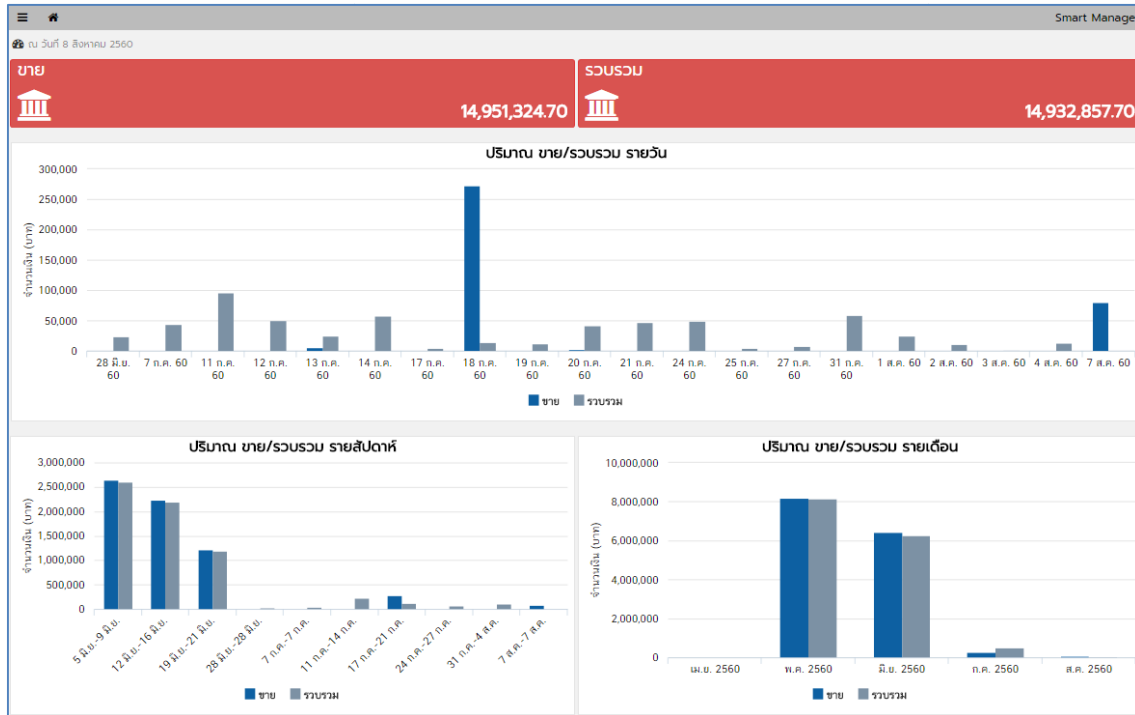 Smart Manage
ณ วันที่ 8 สิงหาคม 2560
ขาย
14,951,324.70
รวบรวม
14,932,857.70
ปริมาณ ขาย/รวบรวม รายวัน
จำนวนเงิน (บาท)
300,000
250,000
200,000
150,000
100,000
50,000
0
28 มิ.ย. 60
7 ก.ค. 60
11 ก.ค. 60
12 ก.ค. 60
13 ก.ค. 60
14 ก.ค. 60
17 ก.ค. 60
18 ก.ค. 60
19 ก.ค. 60
20 ก.ค. 60
21 ก.ค. 60
24 ก.ค. 60
25 ก.ค. 60
27 ก.ค. 60
31 ก.ค. 60
1 ส.ค. 60
2 ส.ค. 60
3 ส.ค. 60
4 ส.ค. 60
7 ส.ค. 60
ขาย รวบรวม
ปริมาณ ขาย/รวบรวม รายสัปดาห์
จำนวนเงิน (บาท)
3,000,000
2,500,000
2,000,000
1,500,000
1,000,000
500,000
0
5 มิ.ย.-9 มิ.ย.
12 มิ.ย.-16 มิ.ย.
19 มิ.ย.-21 มิ.ย.
28 มิ.ย.-28 มิ.ย.
7 ก.ค.-7 ก.ค.
11 ก.ค.-14 ก.ค.
17 ก.ค.-21 ก.ค.
24 ก.ค.-27 ก.ค.
31 ก.ค.-4 ส.ค.
7 ส.ค.-7 ส.ค.
ขาย รวบรวม
ปริมาณ ขาย/รวบรวม รายเดือน
จำนวนเงิน (บาท)
10,000,000
8,000,000
6,000,000
4,000,000
2,000,000
0
เม.ย. 2560
พ.ค. 2560
มิ.ย. 2560
ก.ค. 2560
ส.ค. 2560
ขาย รวบรวม